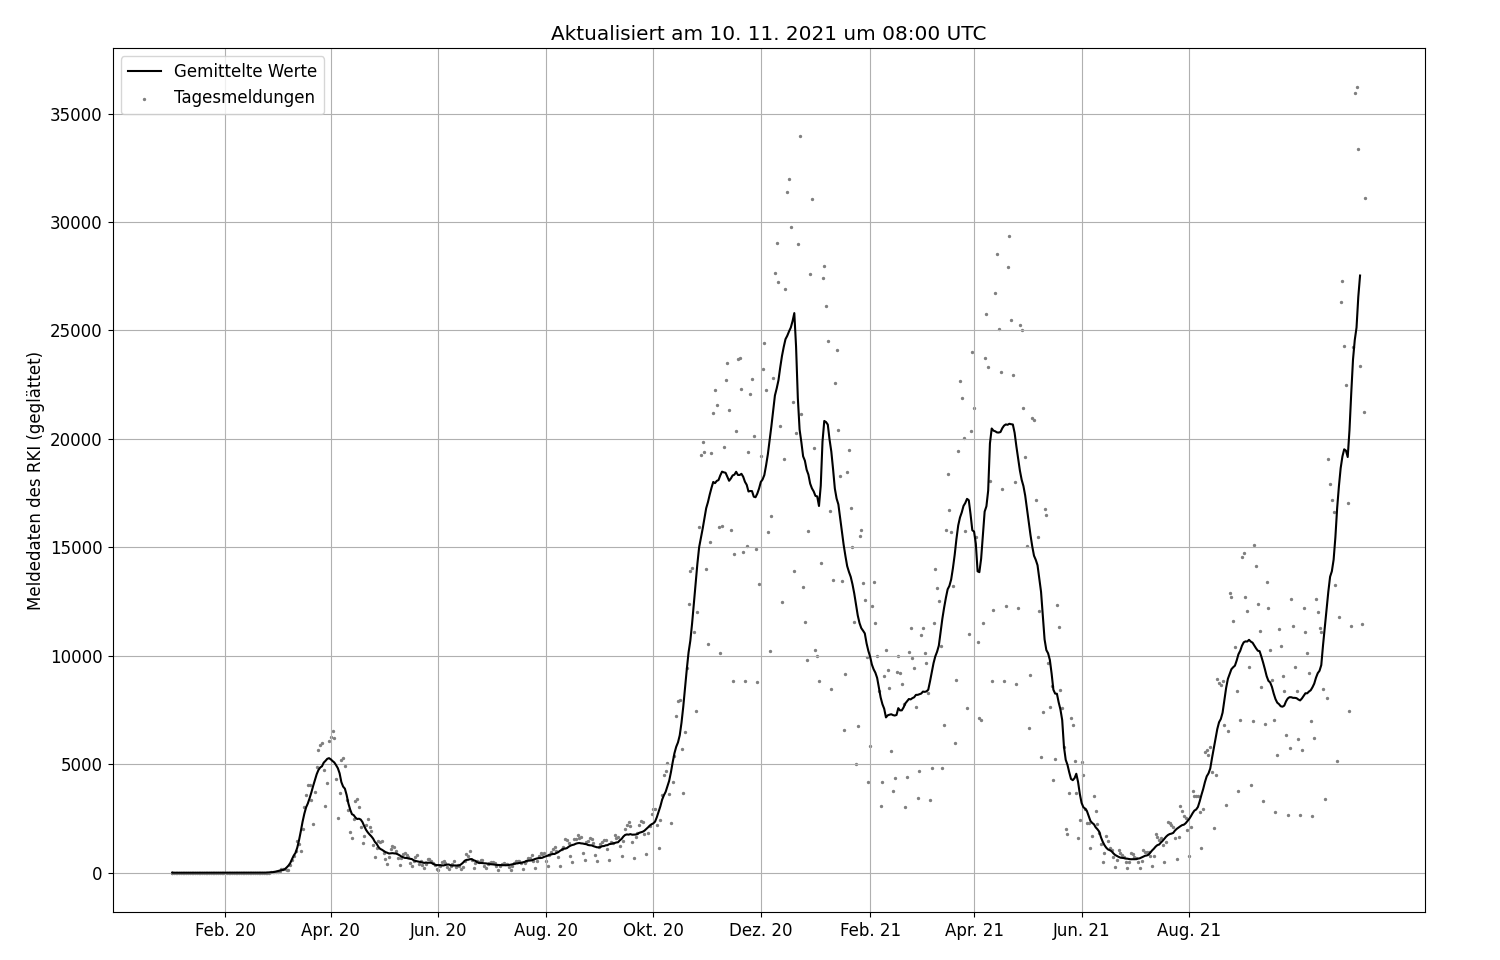 Aktualisiert am 10. 11. 2021 um 08:00 UTC
Gemittelte Werte
Tagesmeldungen
Meldedaten des RKI (geglättet)
35000
30000
25000
20000
15000
10000
5000
0
Feb. 20 Apr. 20 Jun. 20 Aug. 20 Okt. 20 Dez. 20 Feb. 21 Apr. 21 Jun. 21 Aug. 21